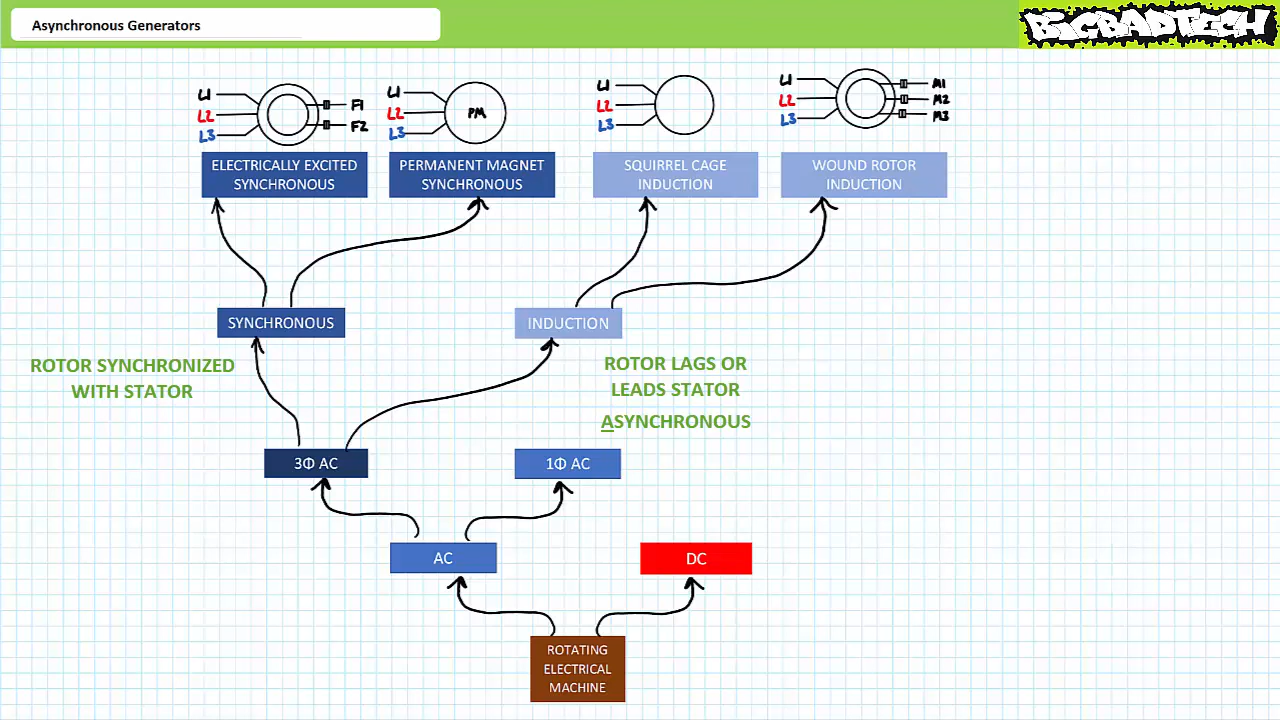 Asynchronous Generators
BIGBADTECH
L1
L2
L3
F1
F2
L1
L2
L3
PM
L1
L2
L3
L1
L2
L3
M1
M2
M3
ELECTRICALLY EXCITED
SYNCHRONOUS
PERMANENT MAGNET
SYNCHRONOUS
SQUIRREL CAGE
INDUCTION
WOUND ROTOR
INDUCTION
SYNCHRONOUS
INDUCTION
ROTOR SYNCHRONIZED
WITH STATOR
ROTOR LAGS OR
LEADS STATOR
ASYNCHRONOUS
3Φ AC
1Φ AC
AC
DC
ROTATING
ELECTRICAL
MACHINE